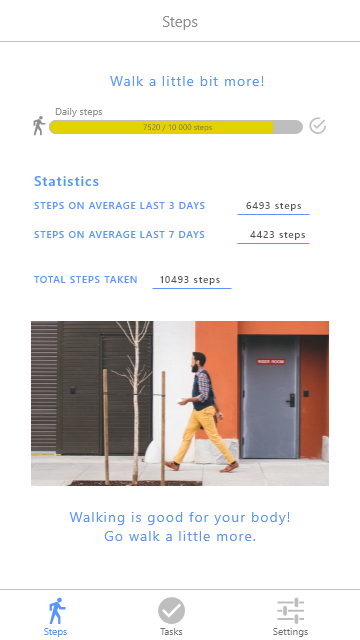 Steps
Walk a little bit more!
Daily steps
7520 / 10 000 steps
Statistics
STEPS ON AVERAGE LAST 3 DAYS 6493 steps
STEPS ON AVERAGE LAST 7 DAYS 4423 steps
TOTAL STEPS TAKEN 10493 steps
Walking is good for your body!
Go walk a little more.
Steps Tasks Settings